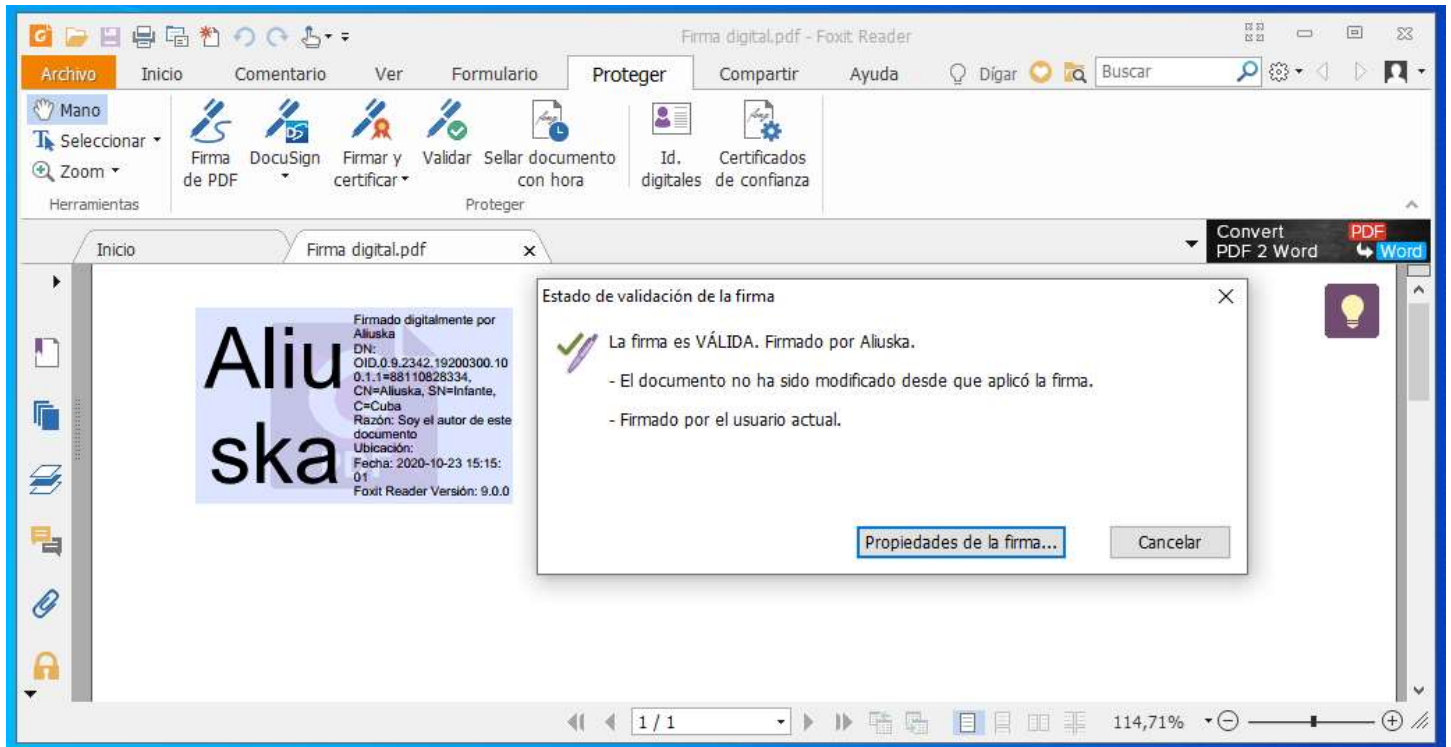 Firma digital.pdf - Foxit Reader
Archivo Inicio Comentario Ver Formulario Proteger Compartir Ayuda Dígar Buscar
Mano
Seleccionar
Zoom
Herramientas
Firma de PDF
DocuSign
Firmar y certificar
Validar
Sellar documento con hora
Id. digitales
Certificados de confianza
Proteger
Inicio
Firma digital.pdf
Convert PDF
PDF 2 Word Word
Aliu
ska
Firmado digitalmente por
Aliuska
DN:
OID.0.9.2342.19200300.10
0.1.1=88110828334,
CN=Aliuska, SN=Infante,
C=Cuba
Razón: Soy el autor de este
documento
Ubicación:
Fecha: 2020-10-23 15:15:
01
Foxit Reader Versión: 9.0.0
Estado de validación de la firma
La firma es VÁLIDA. Firmado por Aliuska.
- El documento no ha sido modificado desde que aplicó la firma.
- Firmado por el usuario actual.
Propiedades de la firma... Cancelar
1 / 1 114,71%